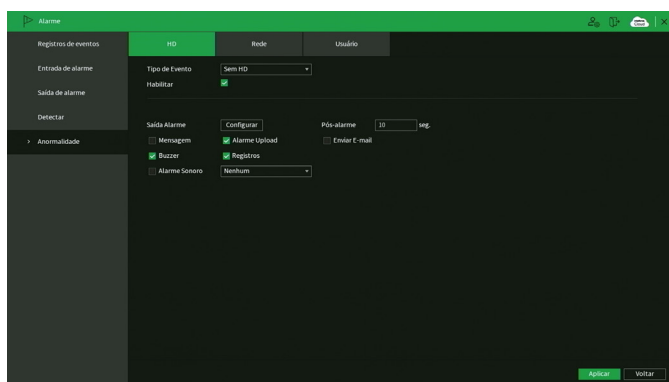 Alarme
Registros de eventos
Entrada de alarme
Saída de alarme
Detectar
> Anormalidade
HD Rede Usuário
Tipo de Evento Sem HD
Habilitar
Saída Alarme Configurar Pós-alarme 10 seg.
Mensagem Alarme Upload Enviar E-mail
Buzzer Registros
Alarme Sonoro Nenhum
Aplicar Voltar